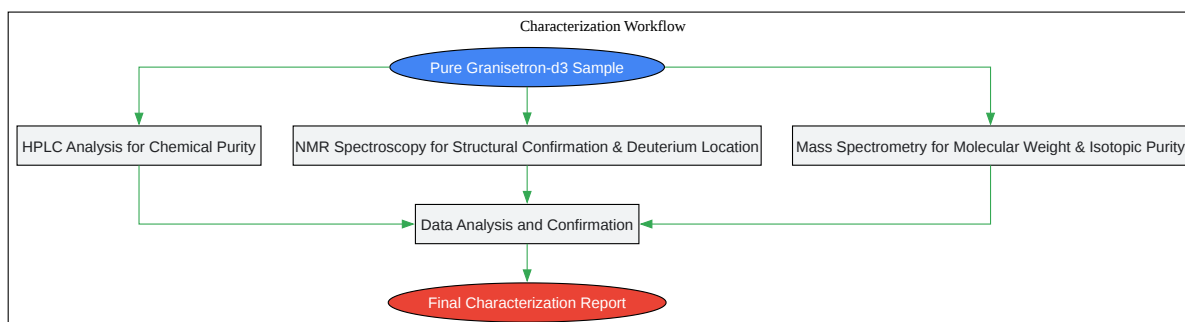 Characterization Workflow
Pure Granisetron-d3 Sample
HPLC Analysis for Chemical Purity
NMR Spectroscopy for Structural Confirmation & Deuterium Location
Mass Spectrometry for Molecular Weight & Isotopic Purity
Data Analysis and Confirmation
Final Characterization Report